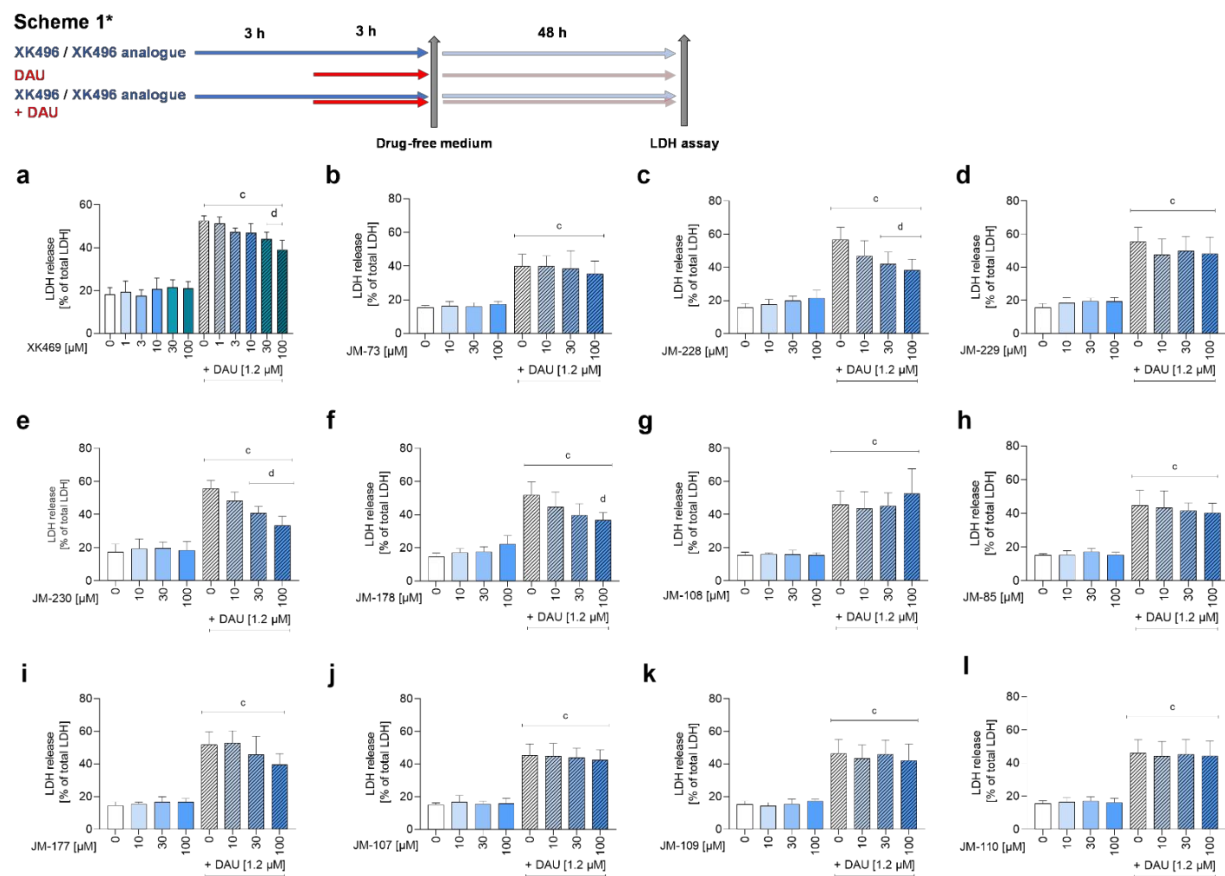 Scheme 1*
3 h 3 h 48 h
XK496 / XK496 analogue
DAU
XK496 / XK496 analogue
+ DAU
Drug-free medium LDH assay
a
LDH release
[% of total LDH]
60
40
20
0
c
d
XK469 [µM] 0 1 3 10 30 100 0 1 3 10 30 100
+ DAU [1.2 µM]
b
LDH release
[% of total LDH]
80
60
40
20
0
c
JM-73 [µM] 0 10 30 100 0 10 30 100
+ DAU [1.2 µM]
c
LDH release
[% of total LDH]
80
60
40
20
0
c
d
JM-228 [µM] 0 10 30 100 0 10 30 100
+ DAU [1.2 µM]
d
LDH release
[% of total LDH]
80
60
40
20
0
c
JM-229 [µM] 0 10 30 100 0 10 30 100
+ DAU [1.2 µM]
e
LDH release
[% of total LDH]
80
60
40
20
0
c
d
JM-230 [µM] 0 10 30 100 0 10 30 100
+ DAU [1.2 µM]
f
LDH release
[% of total LDH]
80
60
40
20
0
c
d
JM-178 [µM] 0 10 30 100 0 10 30 100
+ DAU [1.2 µM]
g
LDH release
[% of total LDH]
80
60
40
20
0
c
JM-108 [µM] 0 10 30 100 0 10 30 100
+ DAU [1.2 µM]
h
LDH release
[% of total LDH]
80
60
40
20
0
c
JM-85 [µM] 0 10 30 100 0 10 30 100
+ DAU [1.2 µM]
i
LDH release
[% of total LDH]
80
60
40
20
0
c
JM-177 [µM] 0 10 30 100 0 10 30 100
+ DAU [1.2 µM]
j
LDH release
[% of total LDH]
80
60
40
20
0
c
JM-107 [µM] 0 10 30 100 0 10 30 100
+ DAU [1.2 µM]
k
LDH release
[% of total LDH]
80
60
40
20
0
c
JM-109 [µM] 0 10 30 100 0 10 30 100
+ DAU [1.2 µM]
l
LDH release
[% of total LDH]
80
60
40
20
0
c
JM-110 [µM] 0 10 30 100 0 10 30 100
+ DAU [1.2 µM]